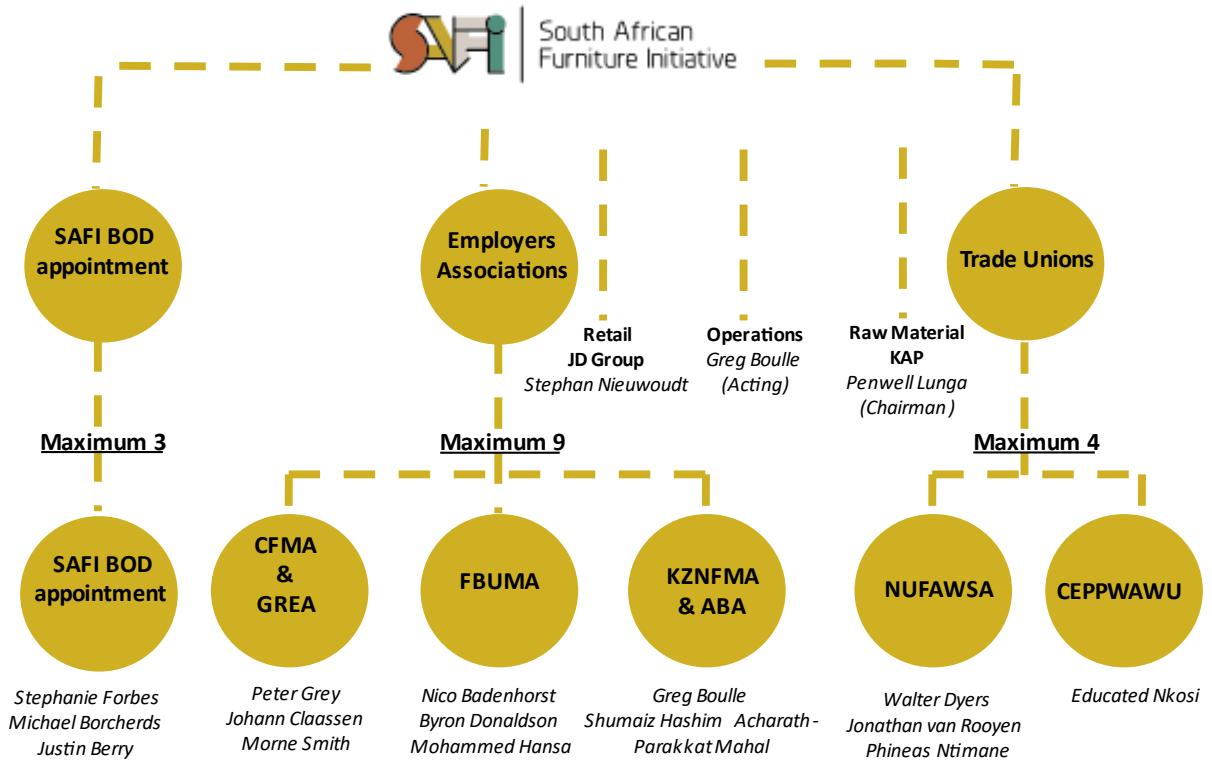 SAFI
South African
Furniture Initiative
SAFI BOD
appointment
Employers
Associations
Trade Unions
Retail
JD Group
Stephan Nieuwoudt
Operations
Greg Boulle
(Acting)
Raw Material
KAP
Penwell Lunga
(Chairman )
Maximum 3
Maximum 9
Maximum 4
SAFI BOD
appointment
CFMA
&
GREA
FBUMA
KZNFMA
& ABA
NUFAWSA
CEPPWAWU
Stephanie Forbes
Michael Borcherds
Justin Berry
Peter Grey
Johann Claassen
Morne Smith
Nico Badenhorst
Byron Donaldson
Mohammed Hansa
Greg Boulle
Shumaiz Hashim Acharath -
Parakkat Mahal
Walter Dyers
Jonathan van Rooyen
Phineas Ntimane
Educated Nkosi